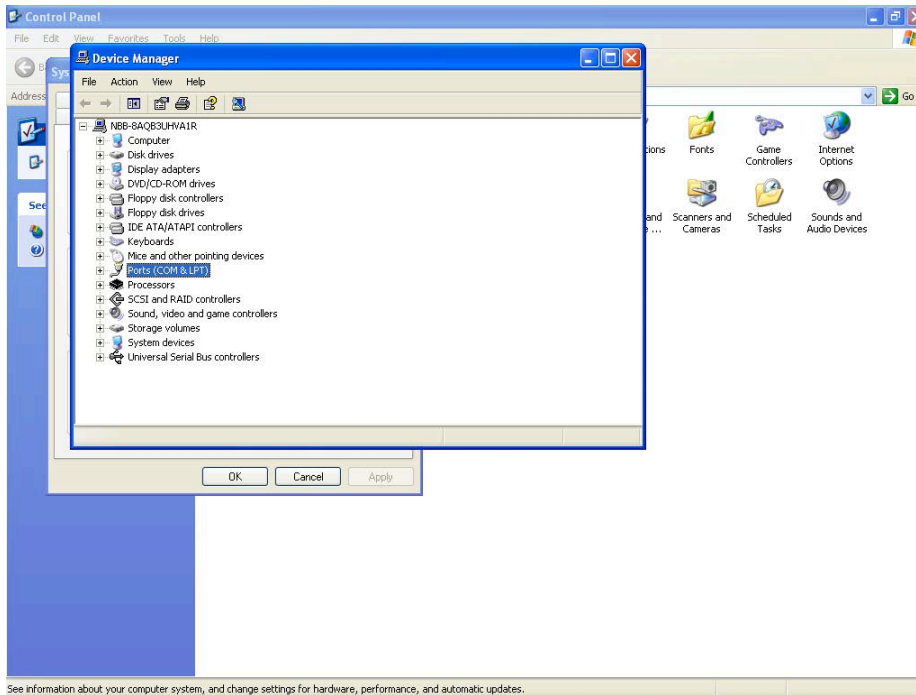 Control Panel
File Edit View Favorites Tools Help
Device Manager
Sys
File Action View Help
Address
Go
NBB-8AQB3UHVA1R
Computer
Disk drives
Display adapters
DVD/CD-ROM drives
Floppy disk controllers
Floppy disk drives
IDE ATA/ATAPI controllers
Keyboards
Mice and other pointing devices
Ports (COM & LPT)
Processors
SCSI and RAID controllers
Sound, video and game controllers
Storage volumes
System devices
Universal Serial Bus controllers
See
tions
Fonts
Game
Controllers
Internet
Options
and
Scanners and
Cameras
Scheduled
Tasks
Sounds and
Audio Devices
OK Cancel Apply
See information about your computer system, and change settings for hardware, performance, and automatic updates.